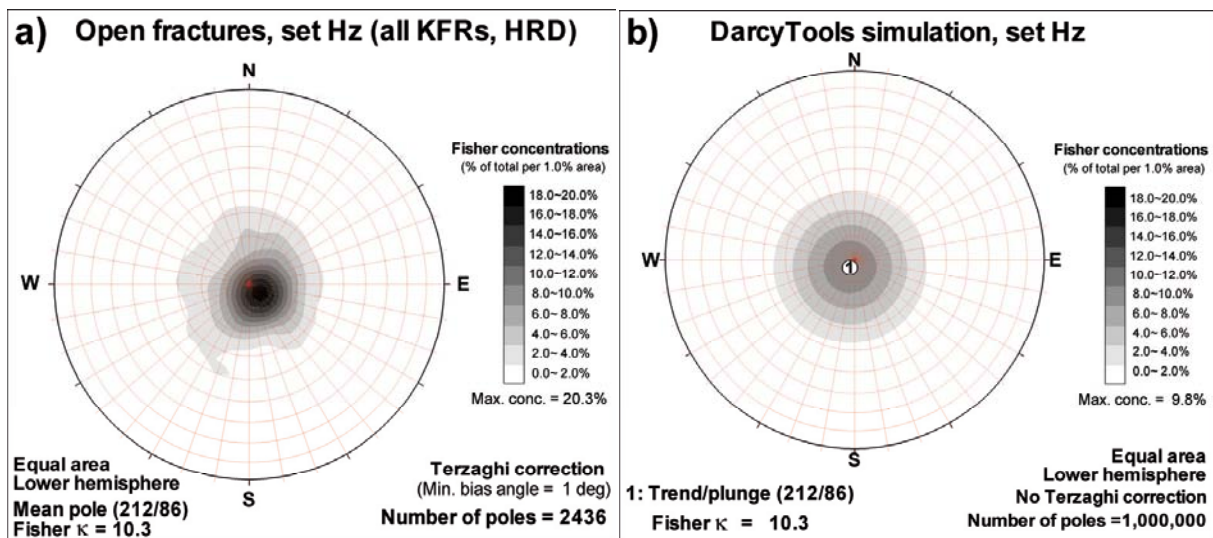 a) Open fractures, set Hz (all KFRs, HRD)
N
W
E
S
Fisher concentrations
(% of total per 1.0% area)
18.0~20.0%
16.0~18.0%
14.0~16.0%
12.0~14.0%
10.0~12.0%
8.0~10.0%
6.0~ 8.0%
4.0~ 6.0%
2.0~ 4.0%
0.0~ 2.0%
Max. conc. = 20.3%
Equal area
Lower hemisphere
Mean pole (212/86)
Fisher κ = 10.3
Terzaghi correction
(Min. bias angle = 1 deg)
Number of poles = 2436
b) DarcyTools simulation, set Hz
N
W
1
E
S
Fisher concentrations
(% of total per 1.0% area)
18.0~20.0%
16.0~18.0%
14.0~16.0%
12.0~14.0%
10.0~12.0%
8.0~10.0%
6.0~ 8.0%
4.0~ 6.0%
2.0~ 4.0%
0.0~ 2.0%
Max. conc. = 9.8%
1: Trend/plunge (212/86)
Fisher κ = 10.3
Equal area
Lower hemisphere
No Terzaghi correction
Number of poles =1,000,000